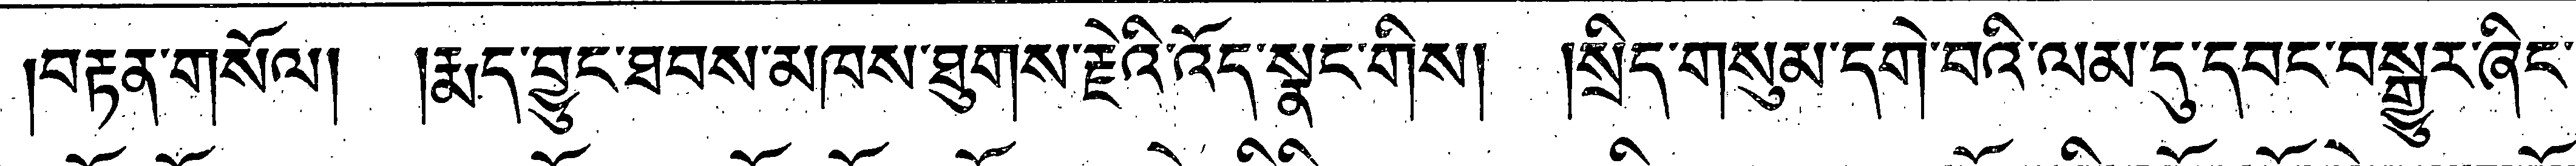 །བརྟན་གསོལ། །རྨད་བྱུང་ཐབས་མཁས་ཐུགས་རྗེའི་འོད་སྣང་གིས། །སྲིད་གསུམ་དགེ་བའི་ལམ་དུ་དབང་བསྒྱུར་ཞིང་